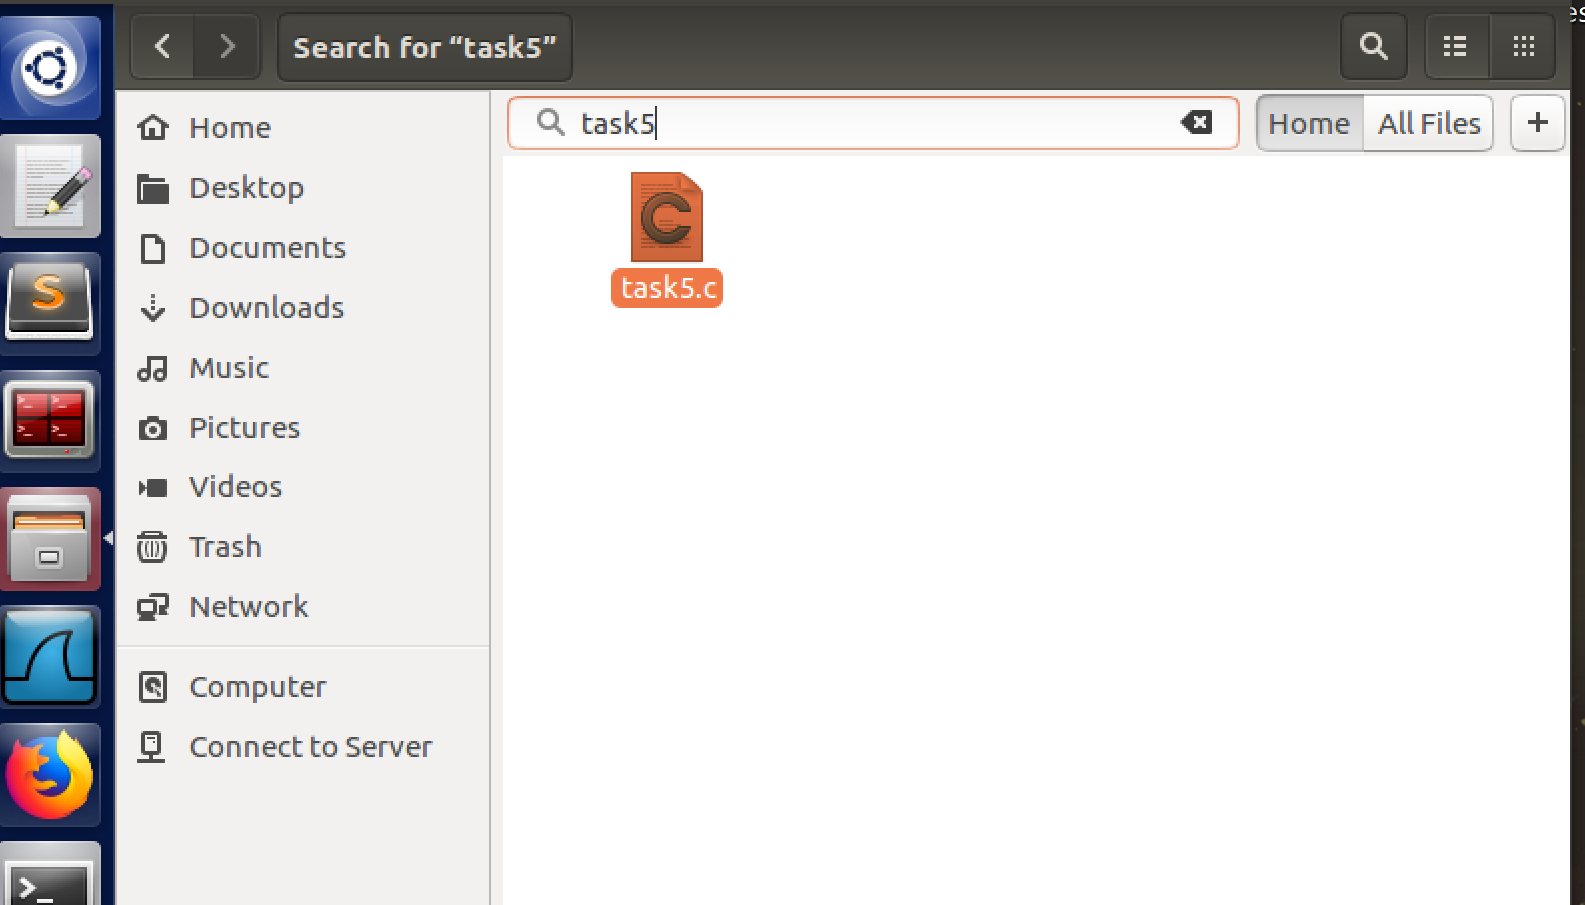 Search for “task5”
task5
Home
All Files
+
Home
Desktop
Documents
Downloads
Music
Pictures
Videos
Trash
Network
Computer
Connect to Server
task5.c